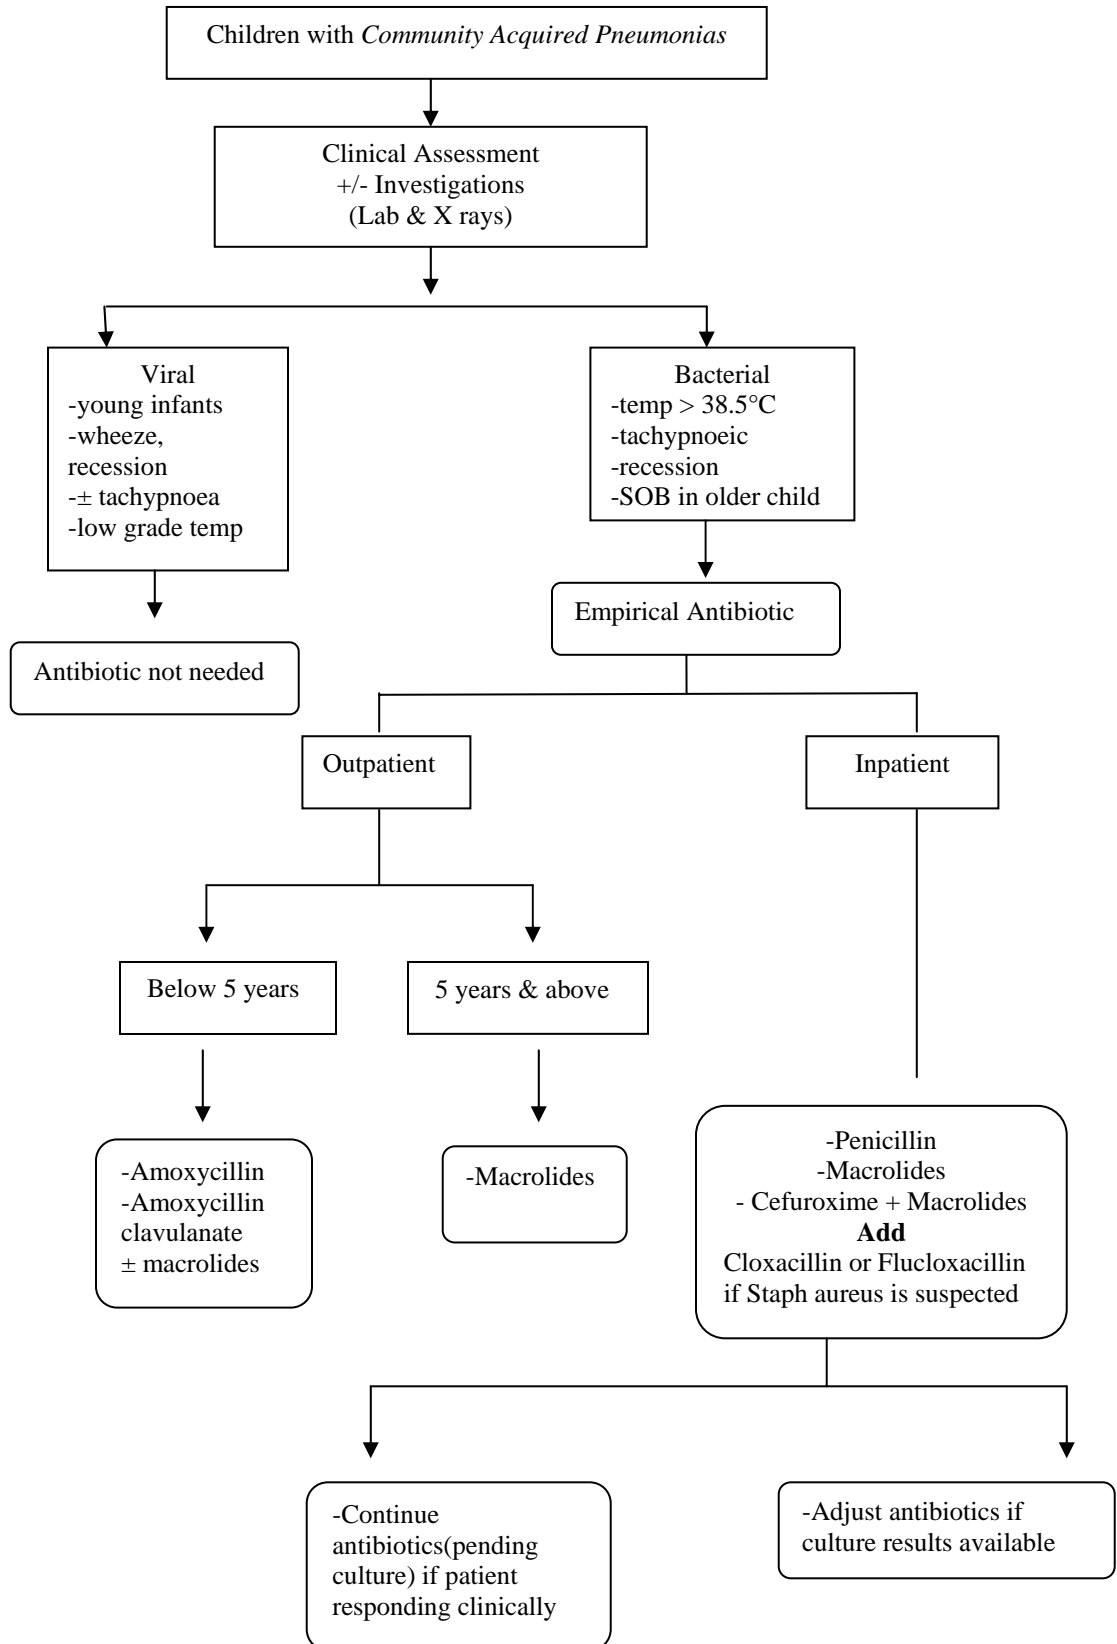 Children with Community Acquired Pneumonias
Clinical Assessment
+/- Investigations
(Lab & X rays)
Viral
-young infants
-wheeze,
recession
-± tachypnoea
-low grade temp
Bacterial
-temp > 38.5°C
-tachypnoeic
-recession
-SOB in older child
Antibiotic not needed
Empirical Antibiotic
Outpatient
Inpatient
Below 5 years
5 years & above
-Amoxycillin
-Amoxycillin
clavulanate
± macrolides
-Macrolides
-Penicillin
-Macrolides
- Cefuroxime + Macrolides
Add
Cloxacillin or Flucloxacillin
if Staph aureus is suspected
-Continue
antibiotics(pending
culture) if patient
responding clinically
-Adjust antibiotics if
culture results available